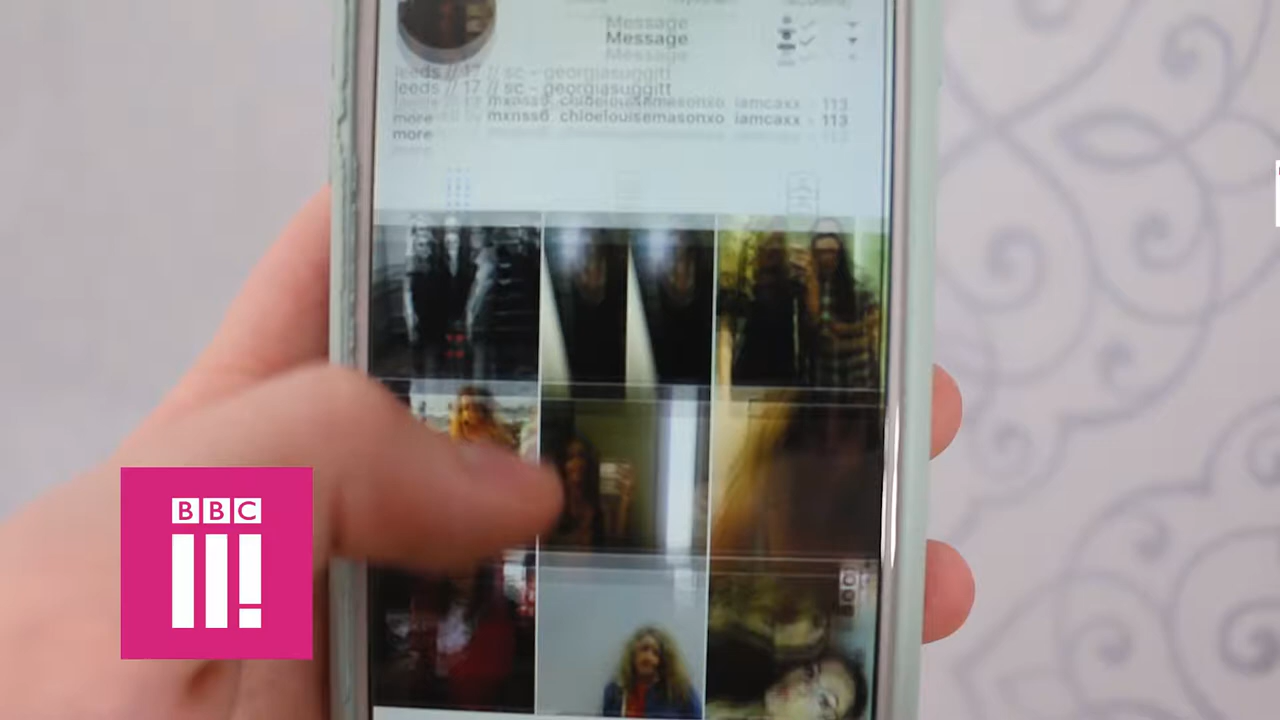 Message
leeds // 17 // sc - georgiasuggitt
mxnss6 chloelouisemasonxo iamcaxx 113
more
BBC